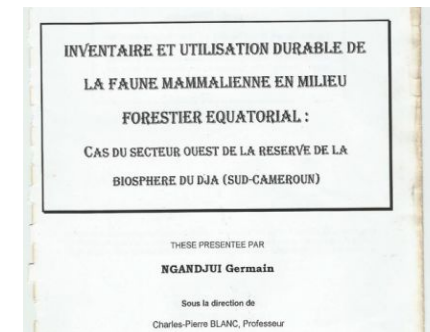 INVENTAIRE ET UTILISATION DURABLE DE
LA FAUNE MAMMALIENNE EN MILIEU
FORESTIER EQUATORIAL :
CAS DU SECTEUR OUEST DE LA RESERVE DE LA
BIOSPHERE DU DJA (SUD-CAMEROUN)
THESE PRESENTEE PAR
NGANDJUI Germain
Sous la direction de
Charles-Pierre BLANC, Professeur